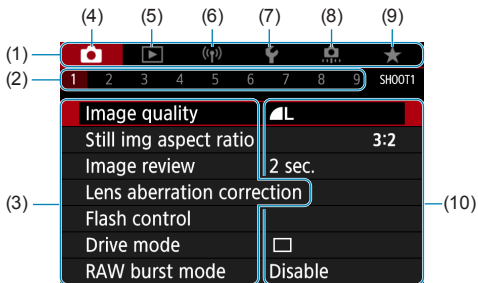 (4) (5) (6) (7) (8) (9)
(1)
(2) 1 2 3 4 5 6 7 8 9 SHOOT1
Image quality L
Still img aspect ratio 3:2
Image review 2 sec.
(3) Lens aberration correction (10)
Flash control
Drive mode
RAW burst mode Disable